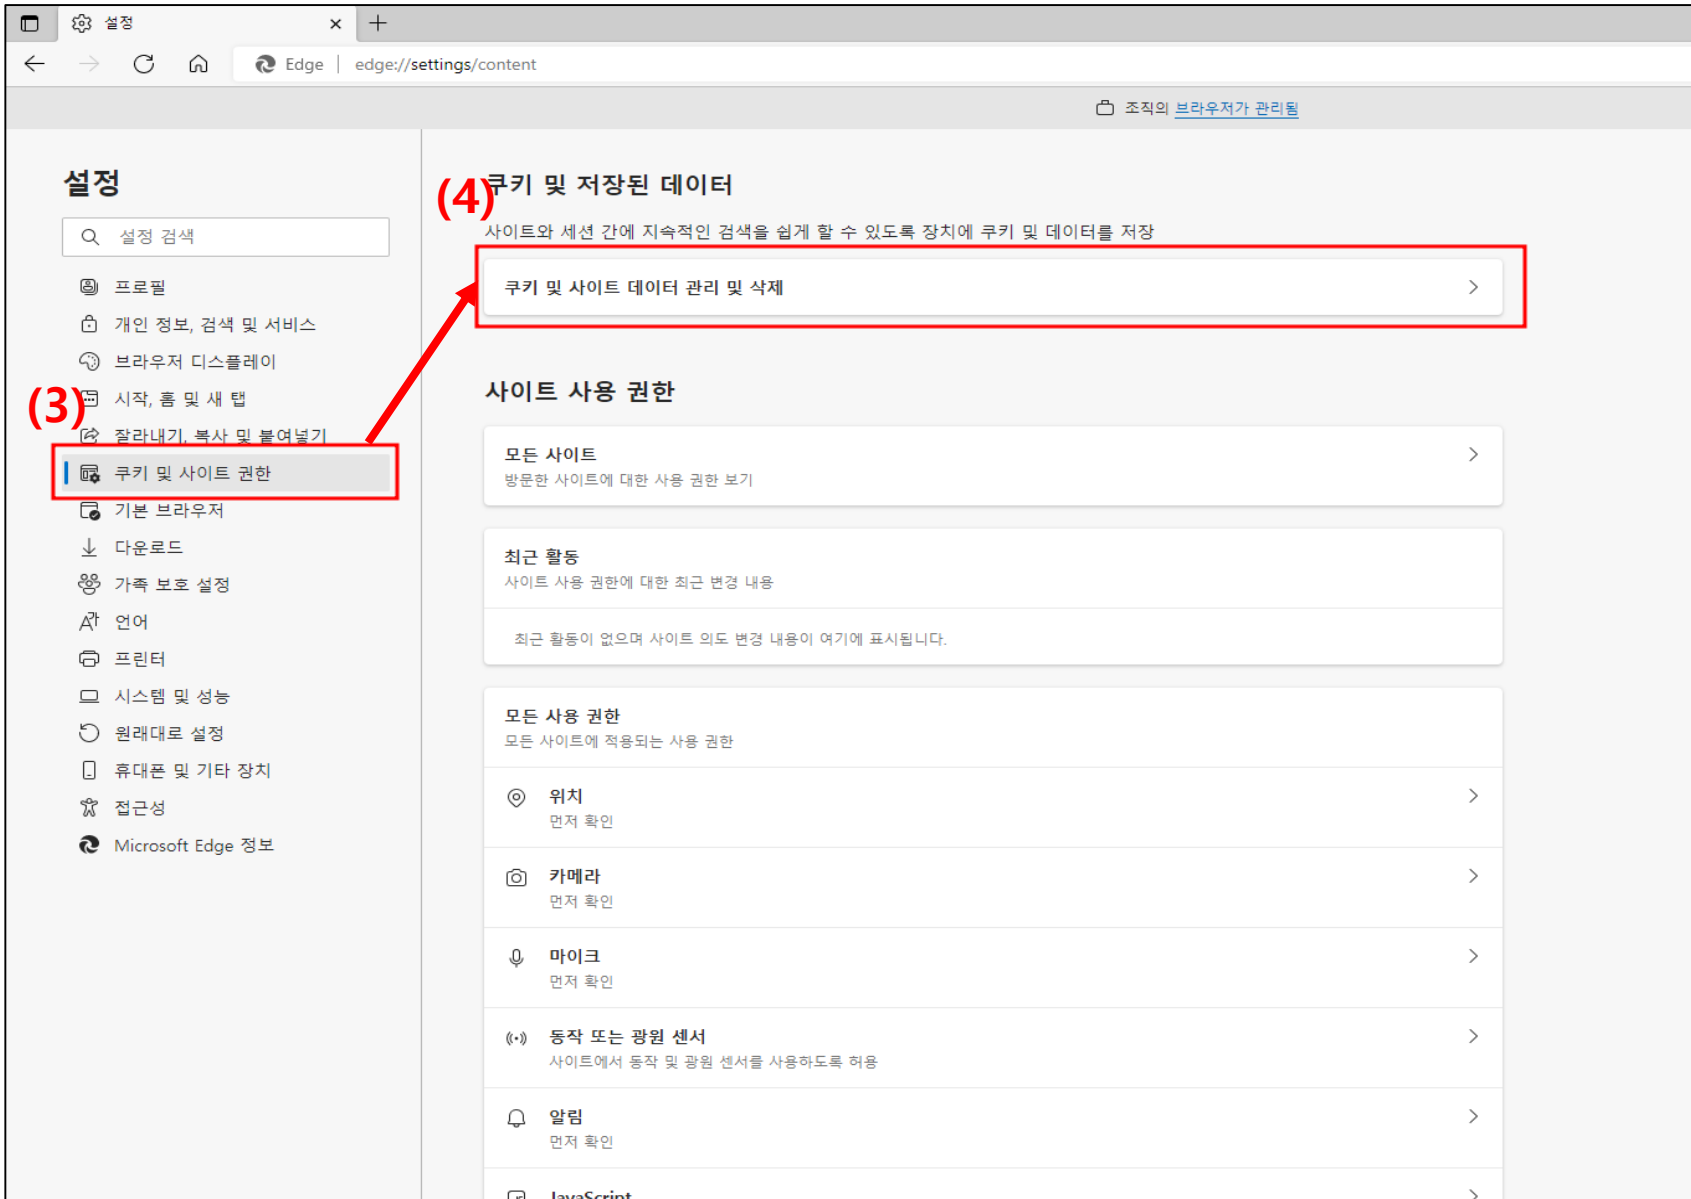 설정
Edge | edge://settings/content
조직의 브라우저가 관리됨
설정
설정 검색
프로필
개인 정보, 검색 및 서비스
브라우저 디스플레이
(3)
시작, 홈 및 새 탭
잘라내기, 복사 및 붙여넣기
쿠키 및 사이트 권한
기본 브라우저
다운로드
가족 보호 설정
언어
프린터
시스템 및 성능
원래대로 설정
휴대폰 및 기타 장치
접근성
Microsoft Edge 정보
(4)
쿠키 및 저장된 데이터
사이트와 세션 간에 지속적인 검색을 쉽게 할 수 있도록 장치에 쿠키 및 데이터를 저장
쿠키 및 사이트 데이터 관리 및 삭제
사이트 사용 권한
모든 사이트
방문한 사이트에 대한 사용 권한 보기
최근 활동
사이트 사용 권한에 대한 최근 변경 내용
최근 활동이 없으며 사이트 의도 변경 내용이 여기에 표시됩니다.
모든 사용 권한
모든 사이트에 적용되는 사용 권한
위치
먼저 확인
카메라
먼저 확인
마이크
먼저 확인
동작 또는 광원 센서
사이트에서 동작 및 광원 센서를 사용하도록 허용
알림
먼저 확인
JavaScript